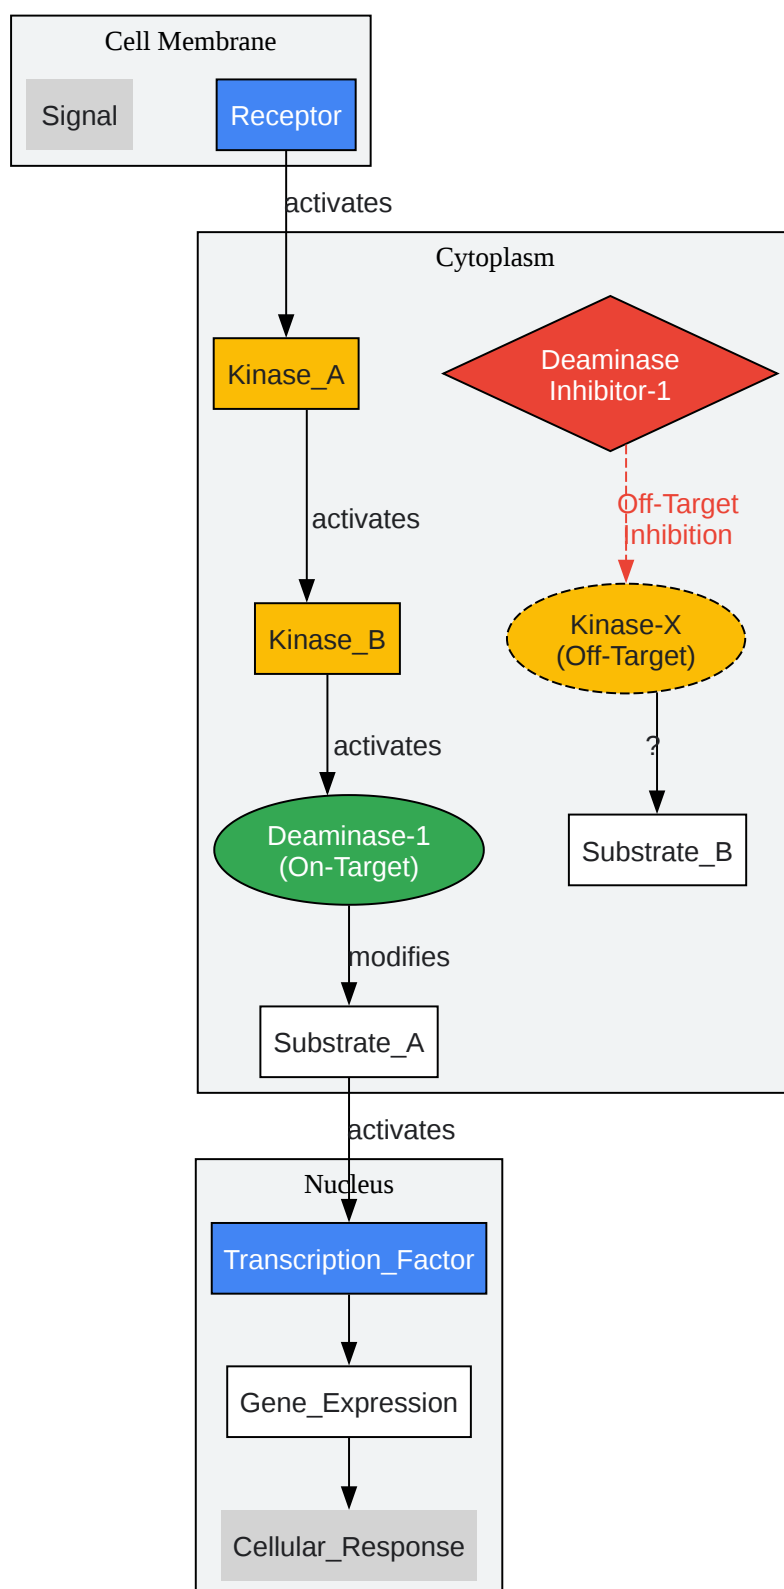 Cell Membrane
Signal
Receptor
activates
Cytoplasm
Kinase_A
Deaminase
Inhibitor-1
activates
Off-Target
Inhibition
Kinase_B
Kinase-X
(Off-Target)
activates
?
Deaminase-1
(On-Target)
Substrate_B
modifies
Substrate_A
activates
Nucleus
Transcription_Factor
Gene_Expression
Cellular_Response